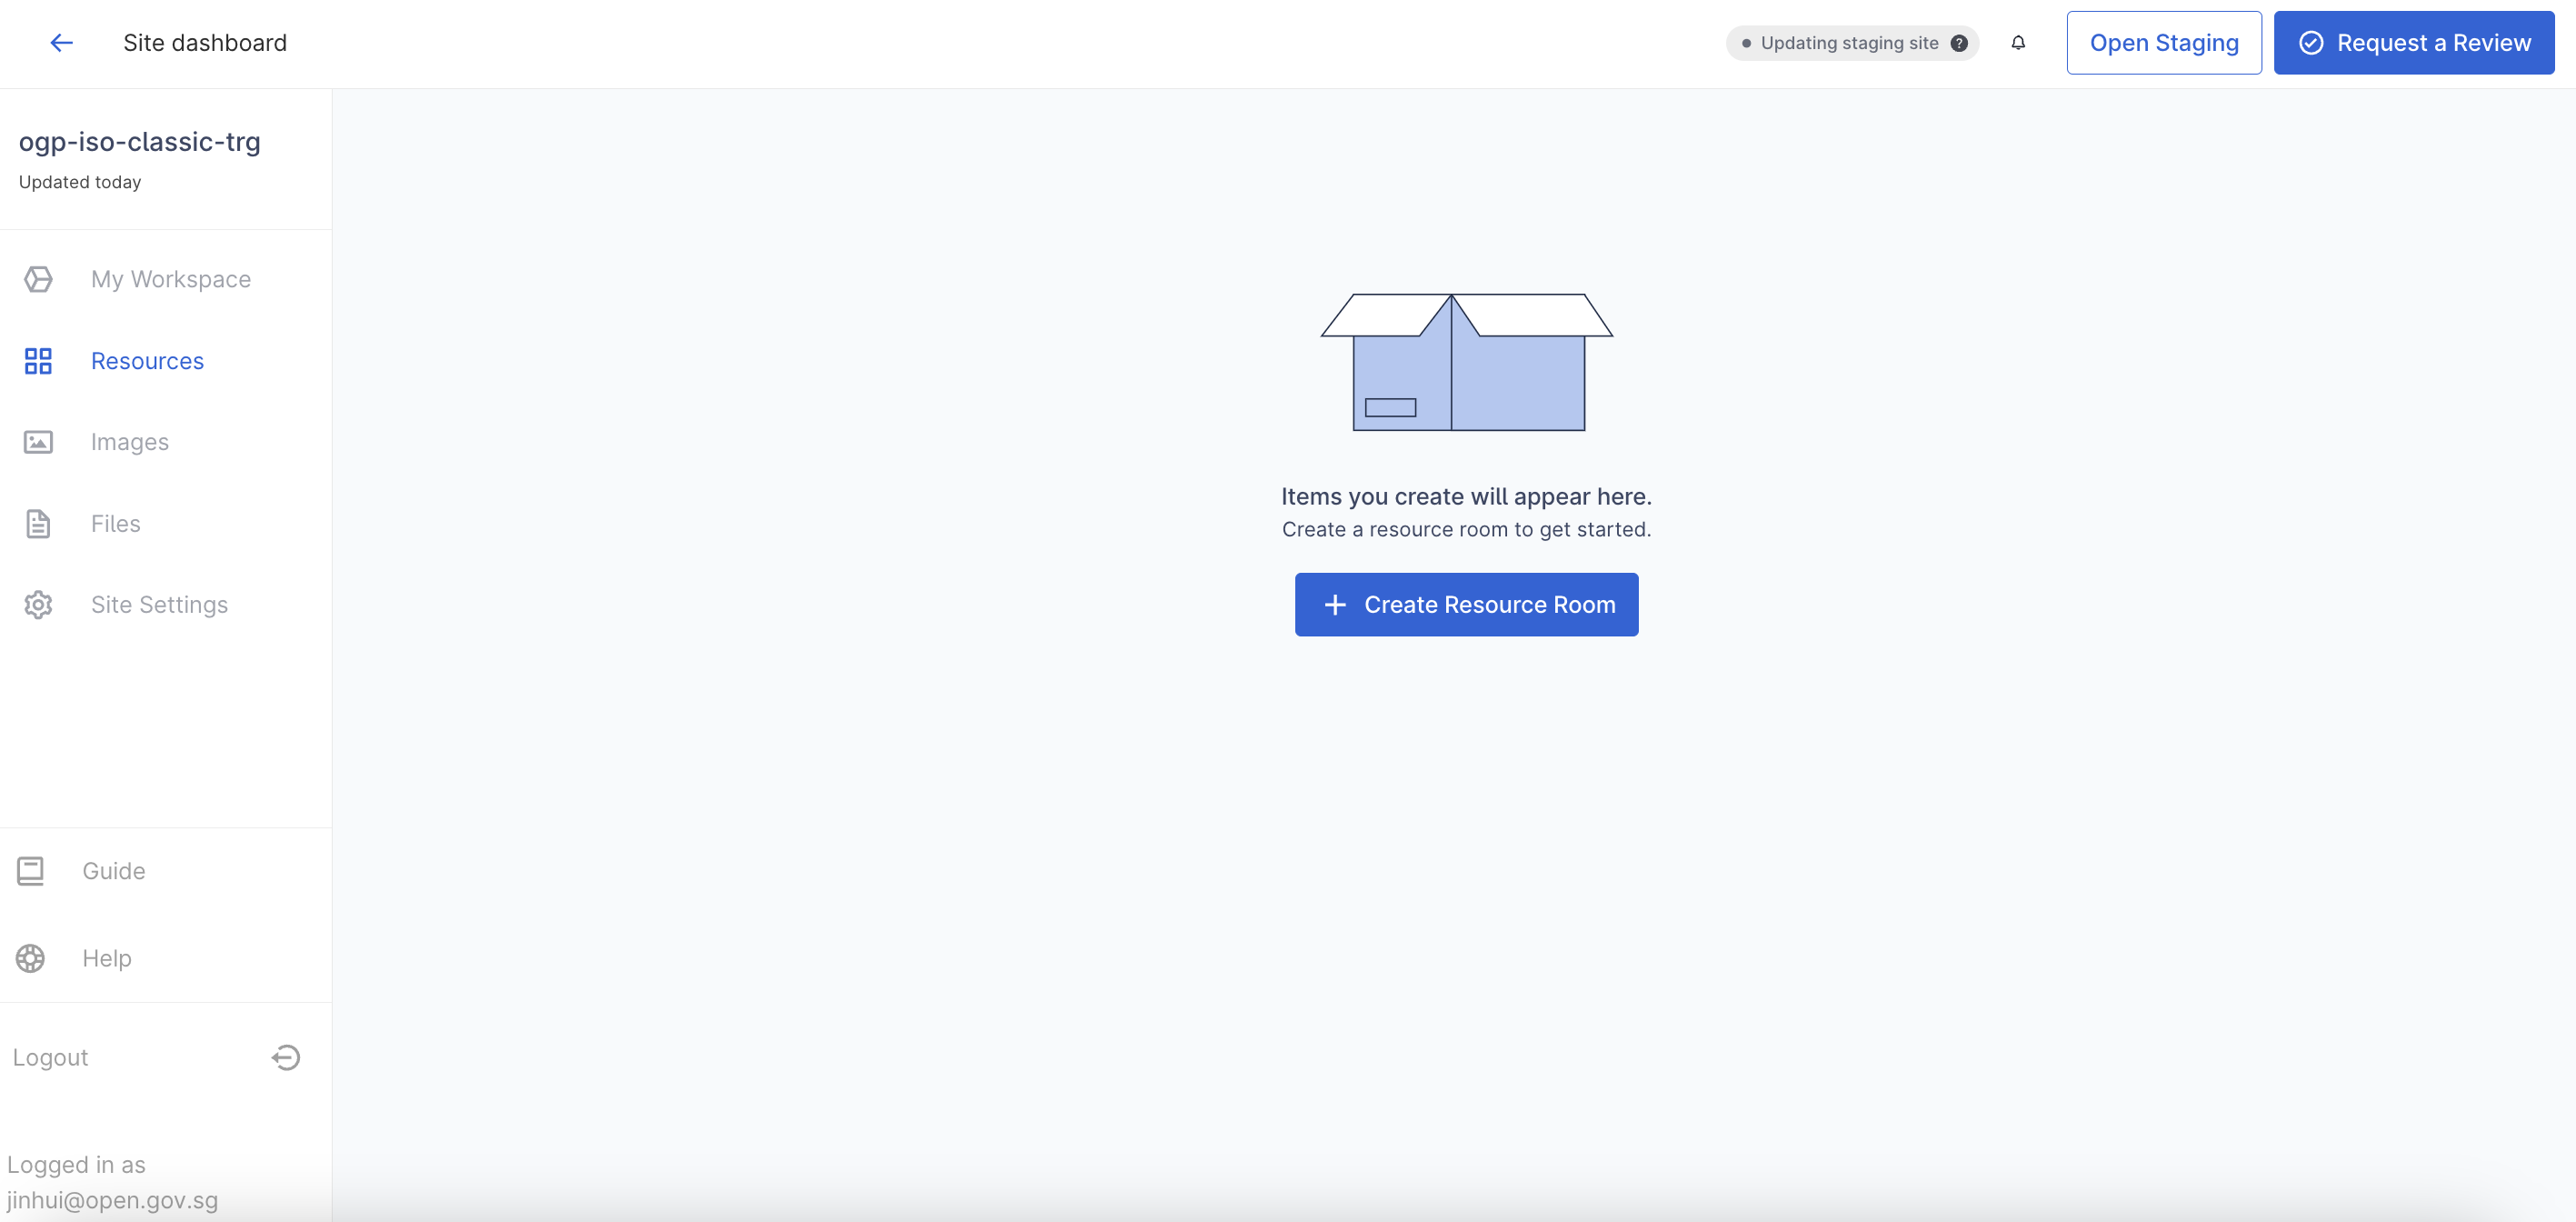 Site dashboard
Updating staging site
Open Staging
Request a Review
ogp-iso-classic-trg
Updated today
My Workspace
Resources
Images
Files
Site Settings
Items you create will appear here.
Create a resource room to get started.
Create Resource Room
Guide
Help
Logout
Logged in as
jinhui@open.gov.sg